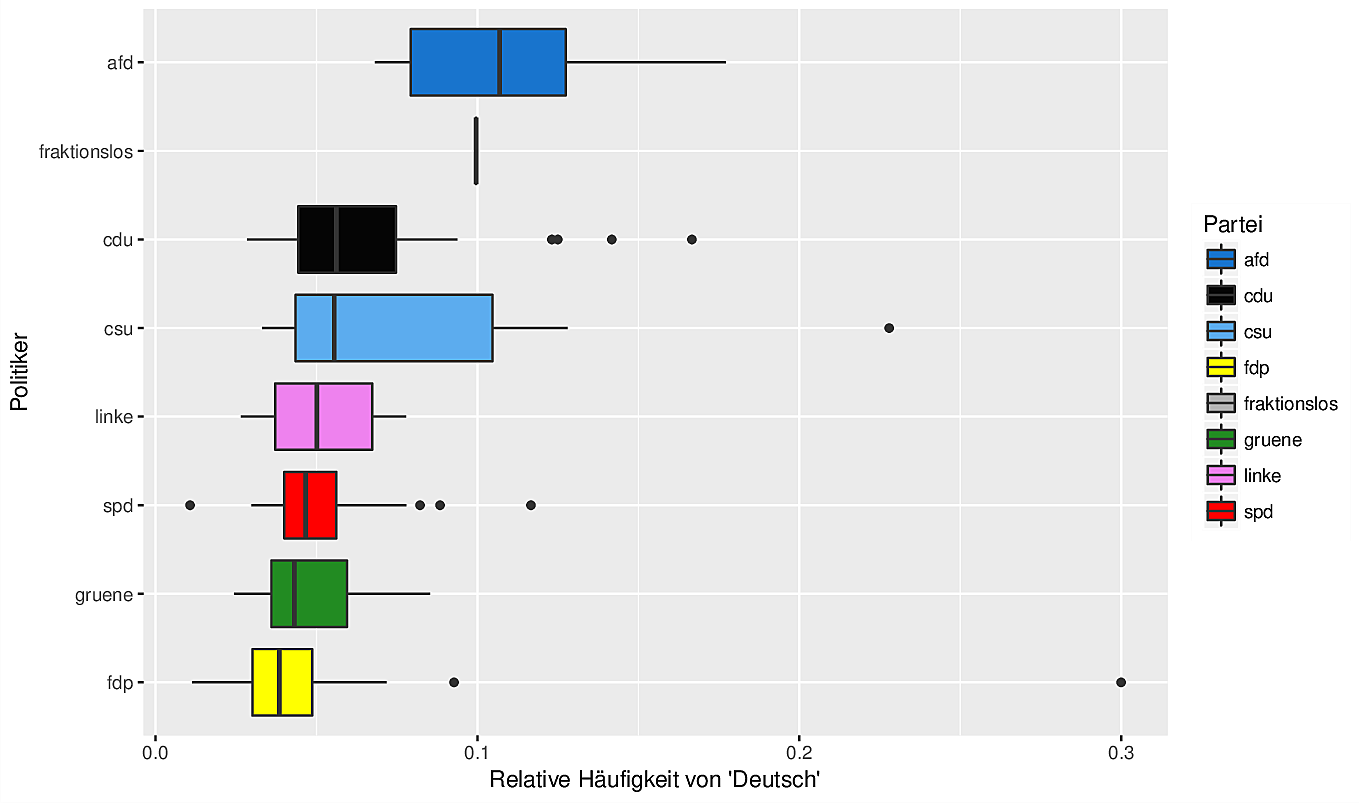 Politiker
afd
fraktionslos
cdu
csu
linke
spd
gruene
fdp
0.0
0.1
0.2
0.3
Relative Häufigkeit von 'Deutsch'
Partei
afd
cdu
csu
fdp
fraktionslos
gruene
linke
spd